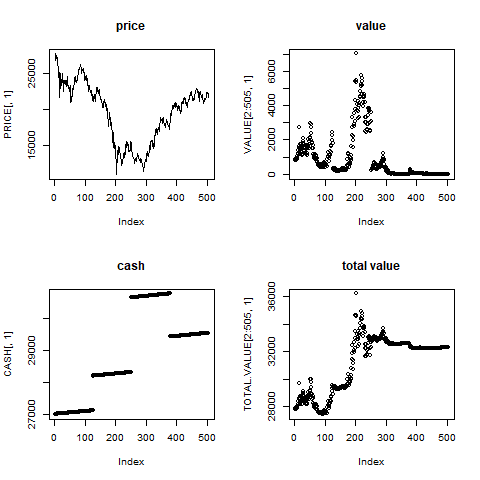 price
PRICE[, 1]
15000 25000
0 100 200 300 400 500
Index
value
VALUE[2:505, 1]
0 2000 4000 6000
0 100 200 300 400 500
Index
cash
CASH[, 1]
27000 29000
0 100 200 300 400 500
Index
total value
TOTAL.VALUE[2:505, 1]
28000 32000 36000
0 100 200 300 400 500
Index